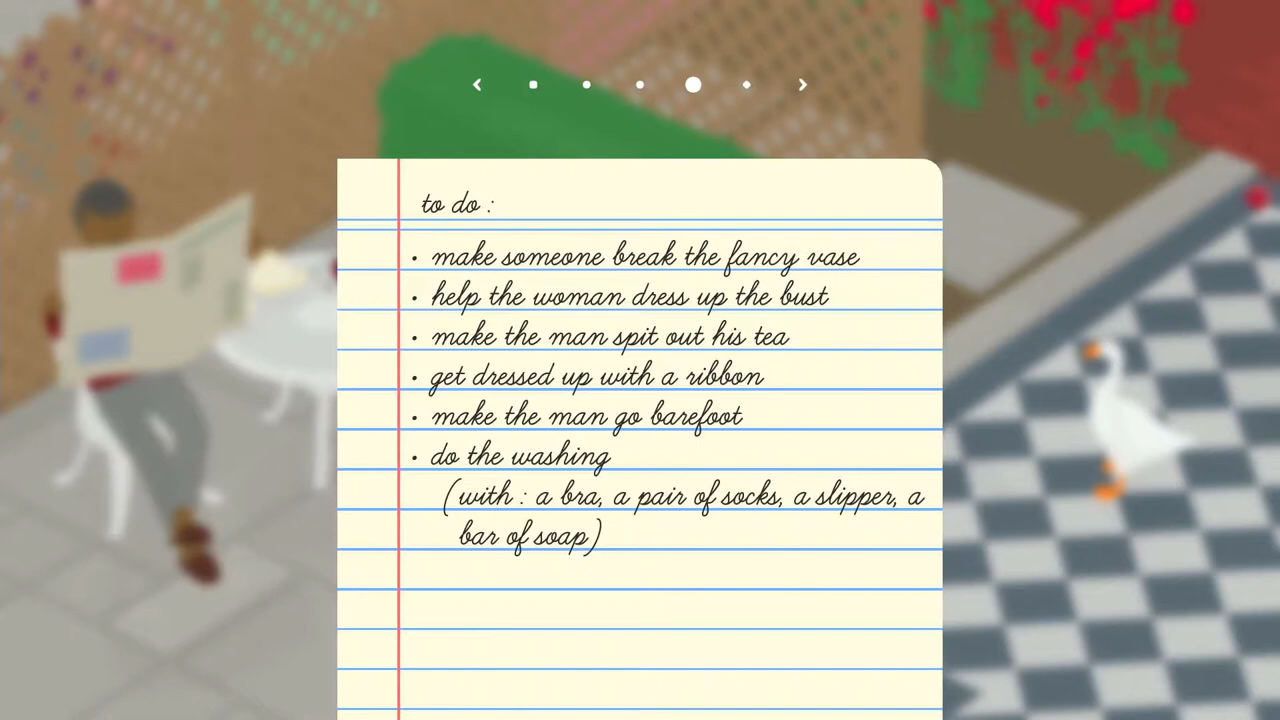 to do :
• make someone break the fancy vase
• help the woman dress up the bust
• make the man spit out his tea
• get dressed up with a ribbon
• make the man go barefoot
• do the washing
(with : a bra, a pair of socks, a slipper, a
bar of soap)